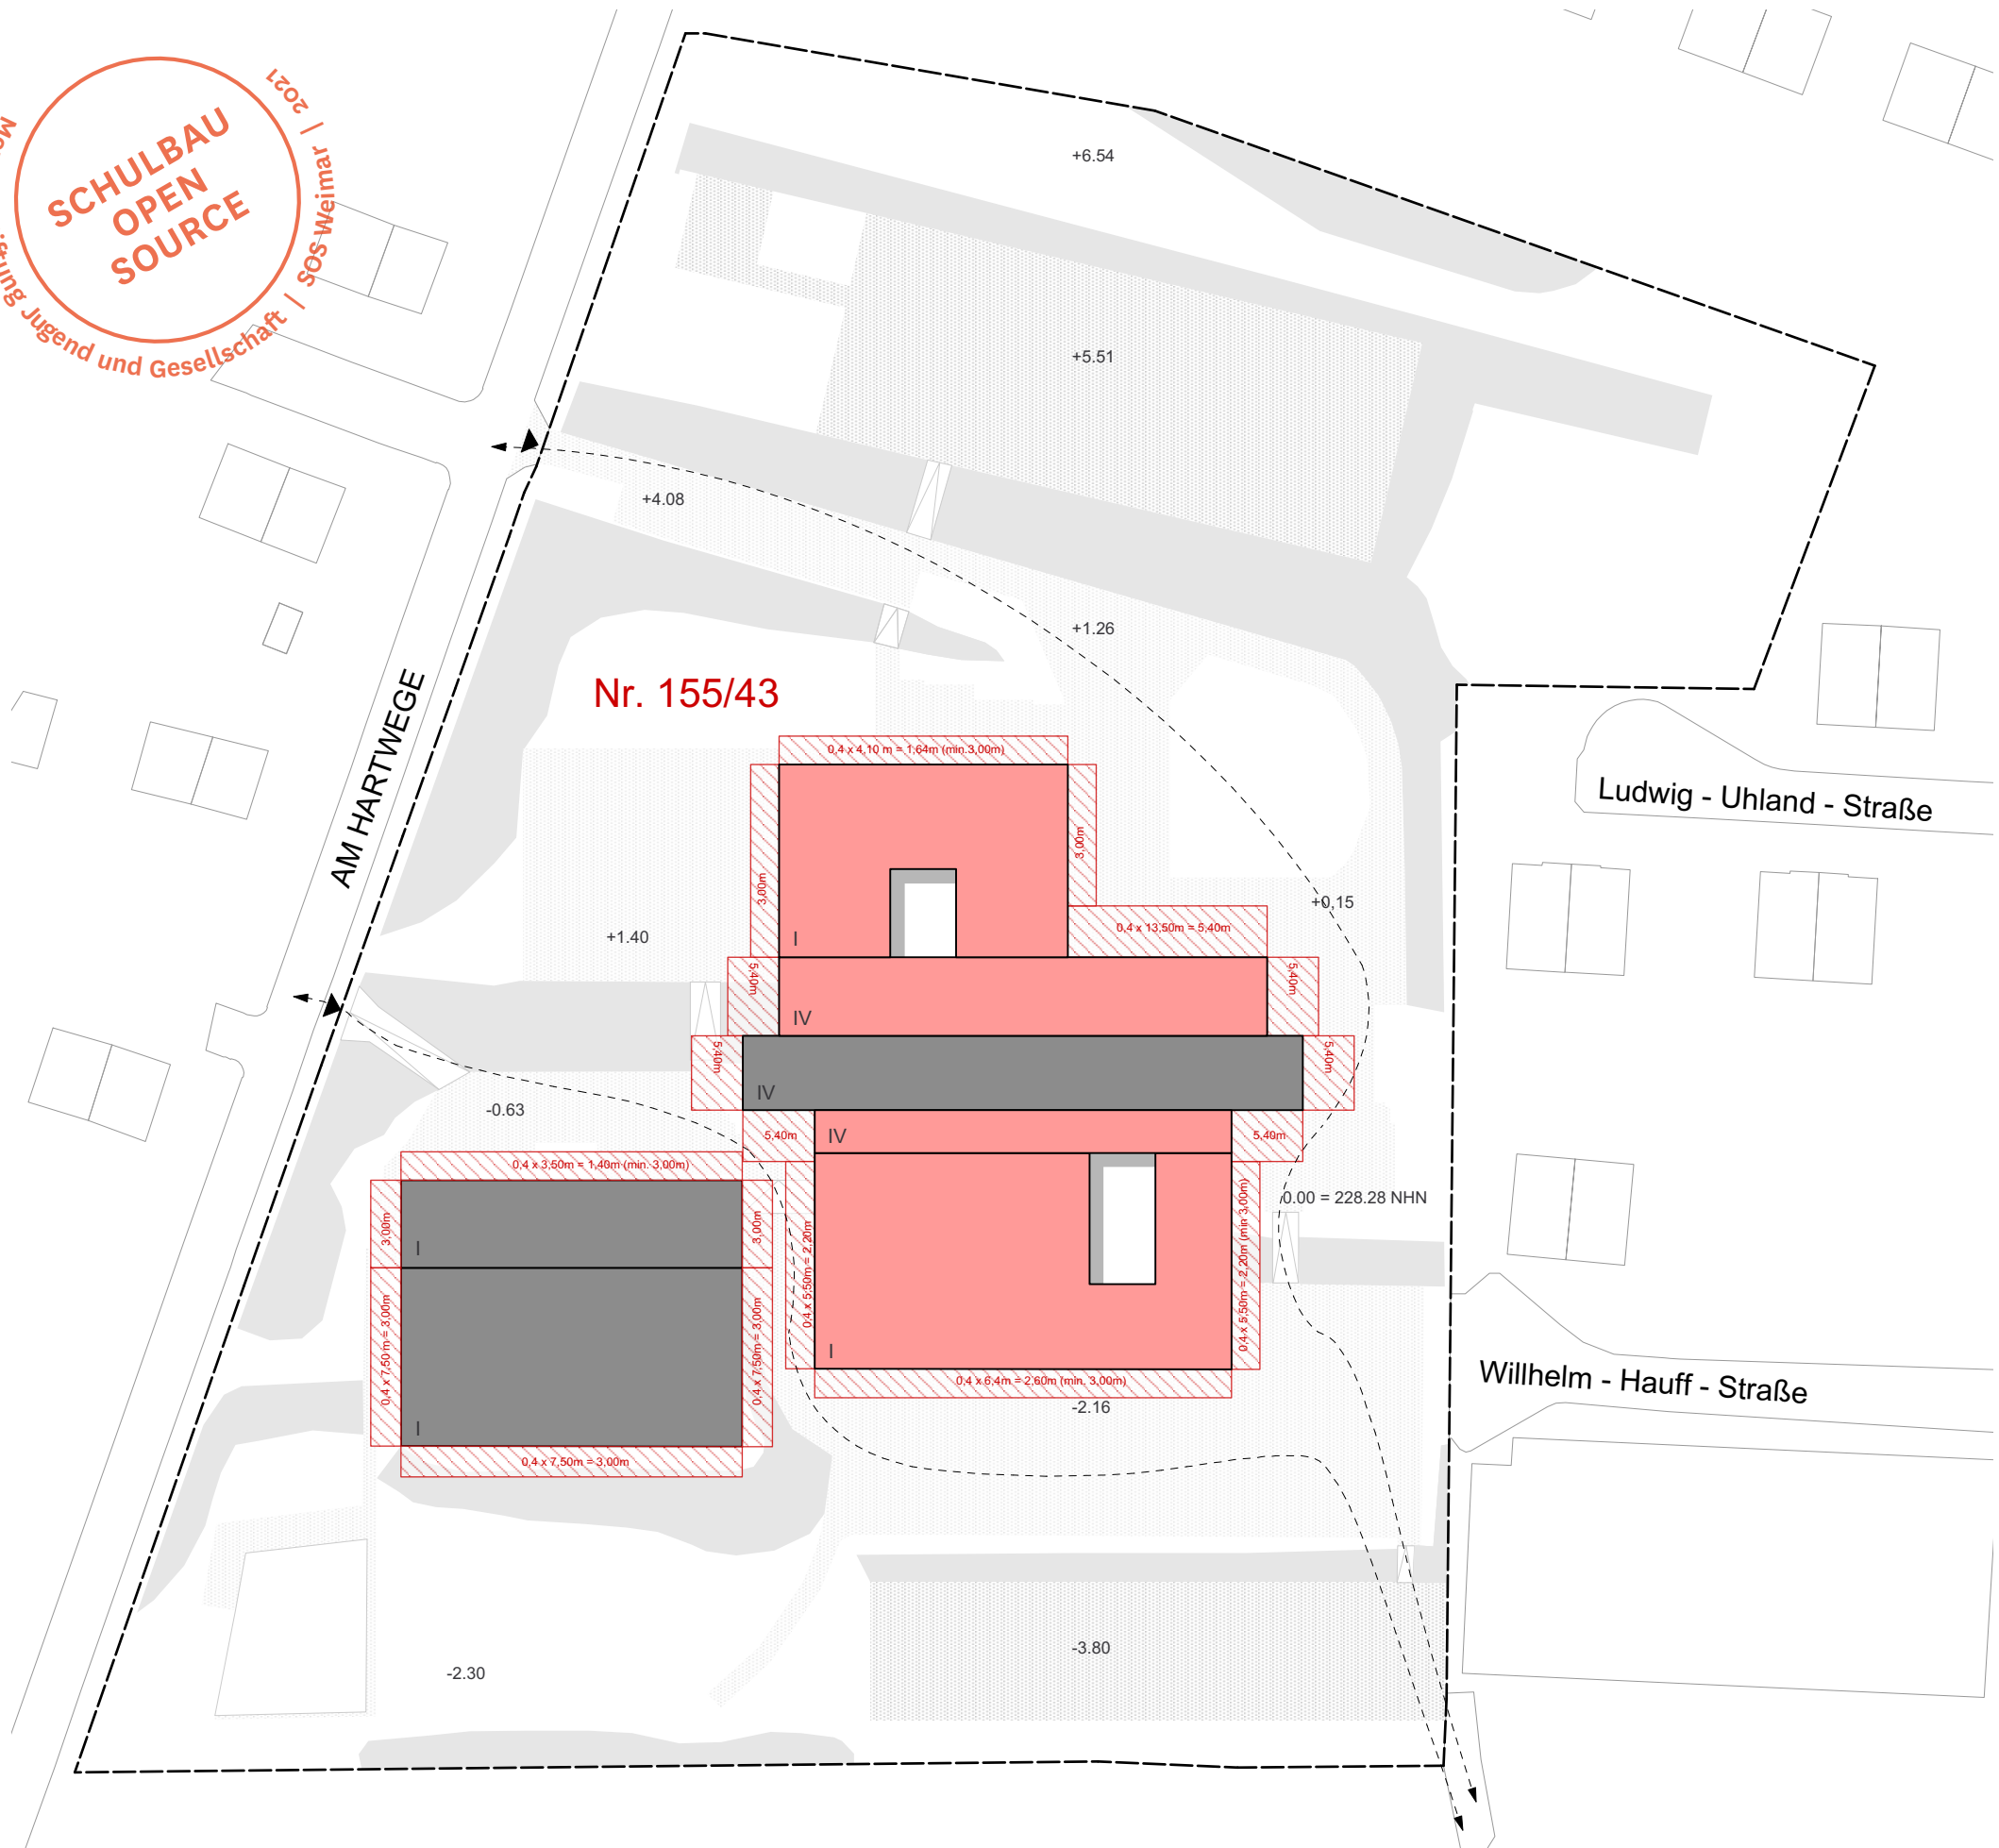 SCHULBAU
OPEN
SOURCE
Jugend und Gesellschaft | SOS Weimar | 2021
+6.54
+5.51
+4.08
+1.26
Nr. 155/43
AM HARTWEGE
Ludwig - Uhland - Straße
0,4 x 4,10 m = 1,64m (min.3,00m)
3,00m
3,00m
+0,15
0,4 x 13,50m = 5,40m
+1.40
I
5,40m
5,40m
IV
5,40m
5,40m
IV
-0.63
5,40m
IV
5,40m
0,4 x 3,50m = 1,40m (min. 3,00m)
0.00 = 228.28 NHN
3,00m
3,00m
I
0,4 x 5,50m = 2,20m
0,4 x 5,50m = 2,20m (min 3,00m)
0,4 x 7,50 m = 3,00m
0,4 x 7,50m = 3,00m
I
Willhelm - Hauff - Straße
0,4 x 6,4m = 2,60m (min. 3,00m)
-2.16
I
0,4 x 7,50m = 3,00m
-3.80
-2.30